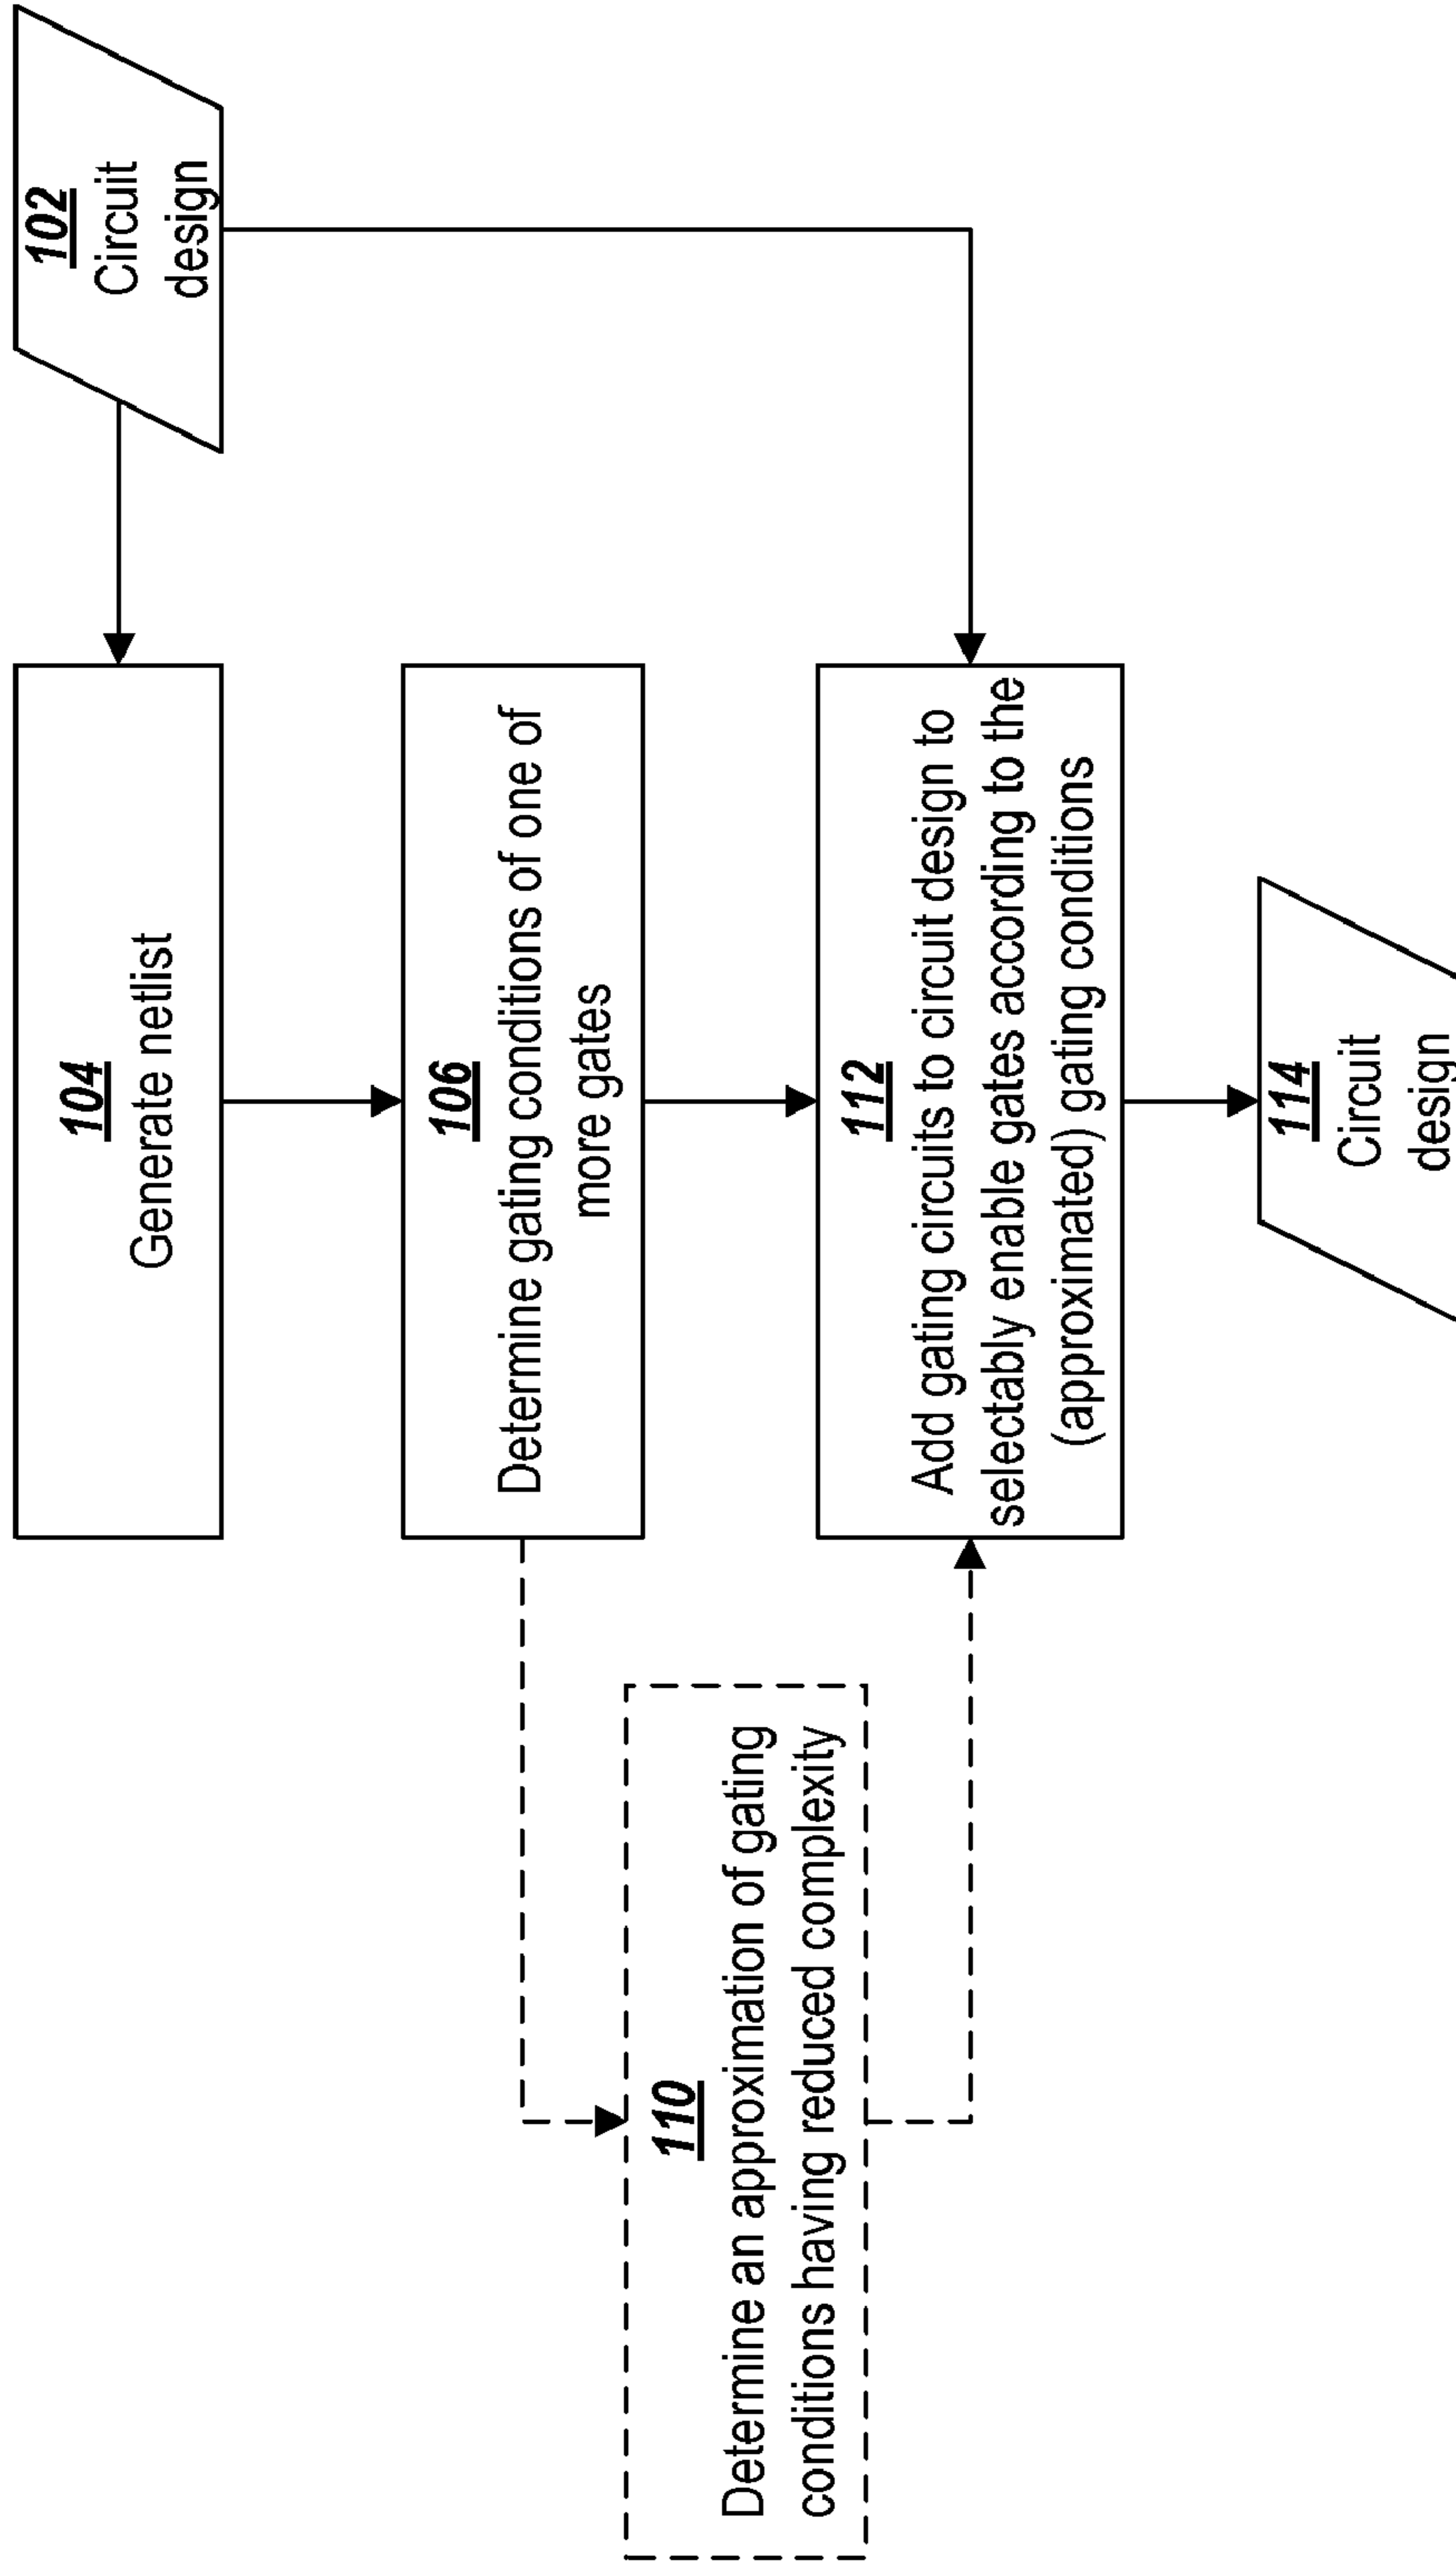 102
Circuit
design
104
Generate netlist
106
Determine gating conditions of one of
more gates
110
Determine an approximation of gating
conditions having reduced complexity
112
Add gating circuits to circuit design to
selectably enable gates according to the
(approximated) gating conditions
114
Circuit
design